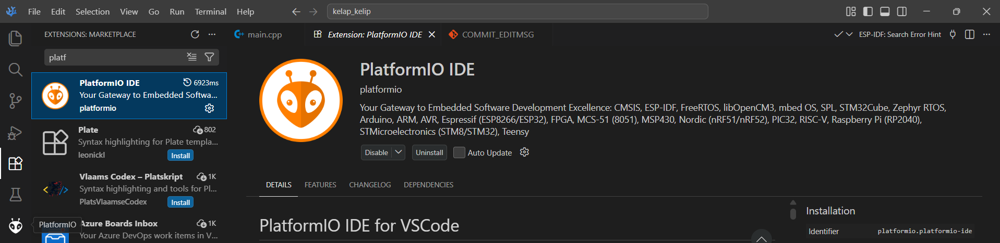 File Edit Selection View Go Run Terminal Help
kelap_kelip
EXTENSIONS: MARKETPLACE
main.cpp
Extension: PlatformIO IDE
COMMIT_EDITMSG
ESP-IDF: Search Error Hint
platf
PlatformIO IDE
6923ms
Your Gateway to Embedded Softwa...
platformio
Plate
802
Syntax highlighting for Plate templa...
leonickl
Install
Vlaams Codex – Platskript
1K
Syntax highlighting and tools for Pl...
PlatsVlaamseCodex
Install
PlatformIO
Azure Boards Inbox
1K
Your Azure DevOps work items in V...
PlatformIO IDE
platformio
Your Gateway to Embedded Software Development Excellence: CMSIS, ESP-IDF, FreeRTOS, libOpenCM3, mbed OS, SPL, STM32Cube, Zephyr RTOS,
Arduino, ARM, AVR, Espressif (ESP8266/ESP32), FPGA, MCS-51 (8051), MSP430, Nordic (nRF51/nRF52), PIC32, RISC-V, Raspberry Pi (RP2040),
STMicroelectronics (STM8/STM32), Teensy
Disable
Uninstall
Auto Update
DETAILS FEATURES CHANGELOG DEPENDENCIES
PlatformIO IDE for VSCode
Installation
Identifier platformio.platformio-ide